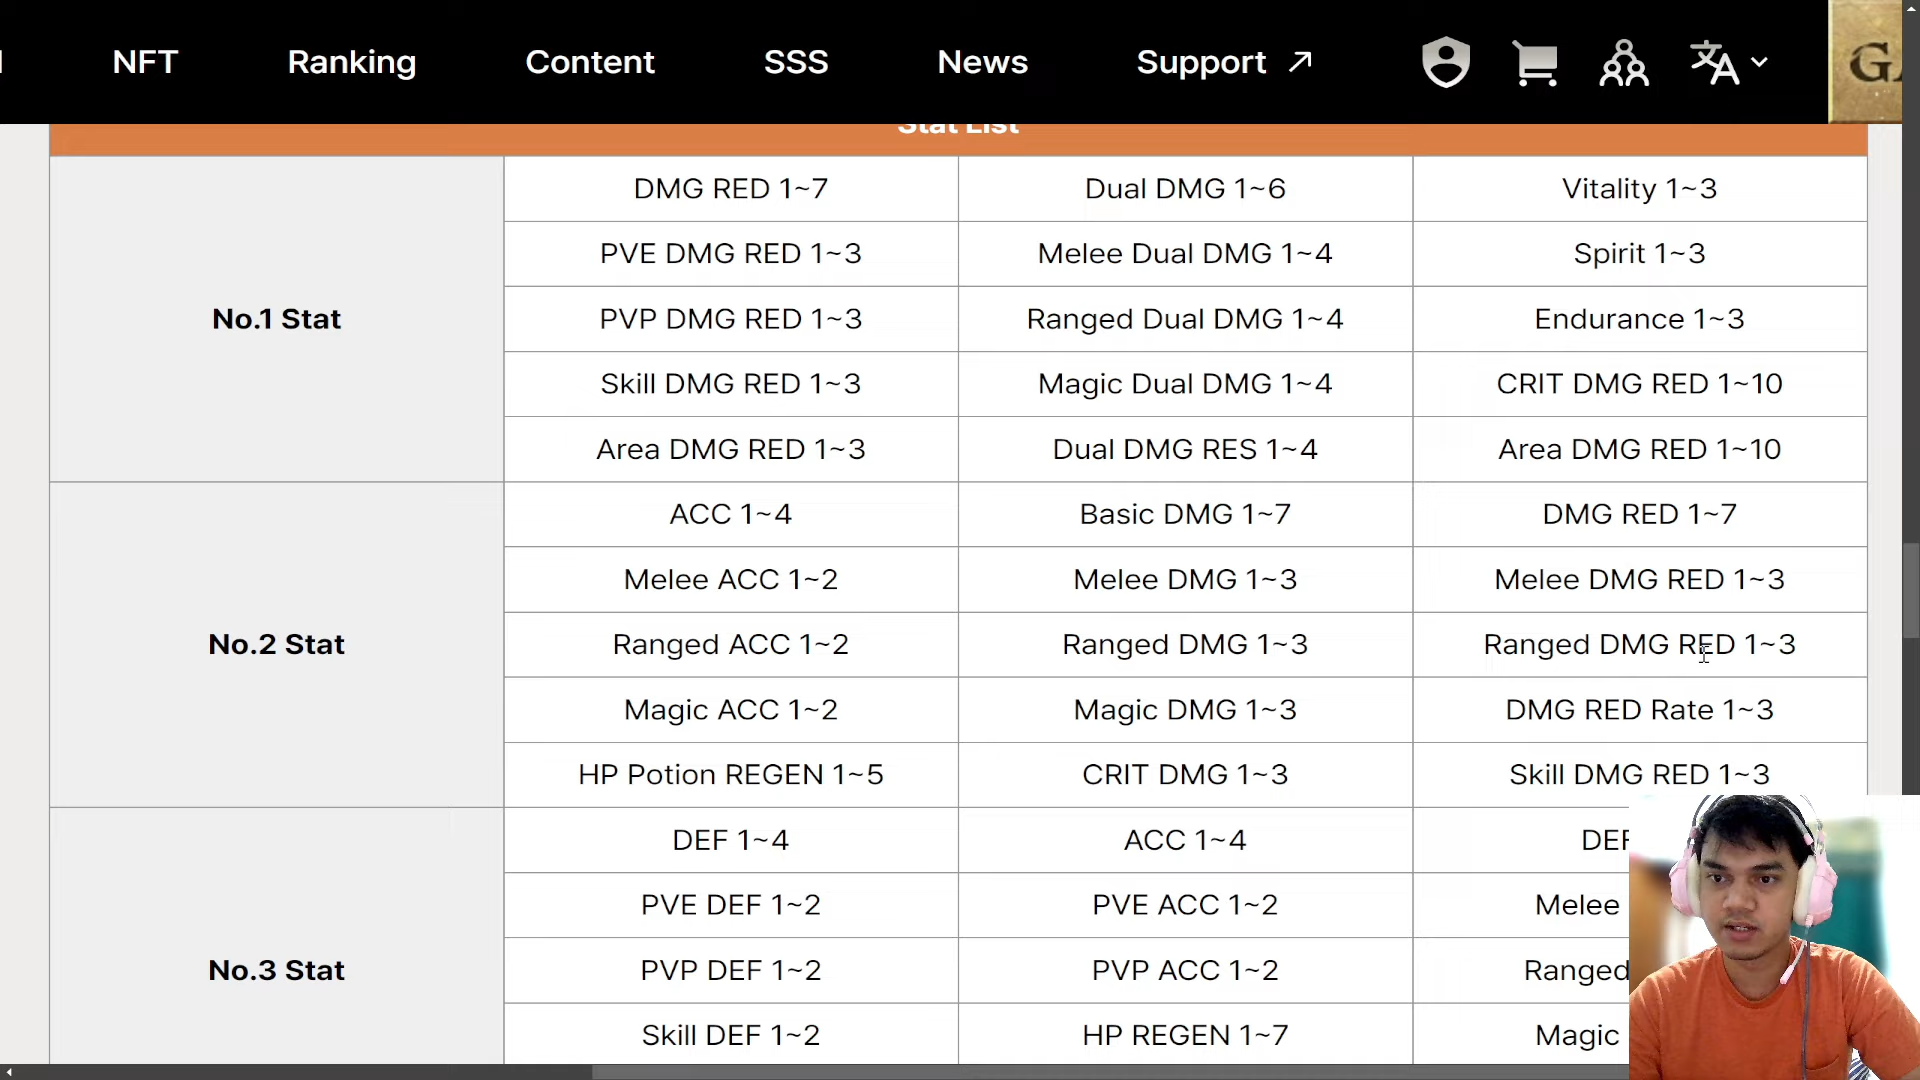 NFT Ranking Content SSS News Support
Stat List
No.1 Stat
DMG RED 1~7 Dual DMG 1~6 Vitality 1~3
PVE DMG RED 1~3 Melee Dual DMG 1~4 Spirit 1~3
PVP DMG RED 1~3 Ranged Dual DMG 1~4 Endurance 1~3
Skill DMG RED 1~3 Magic Dual DMG 1~4 CRIT DMG RED 1~10
Area DMG RED 1~3 Dual DMG RES 1~4 Area DMG RED 1~10
No.2 Stat
ACC 1~4 Basic DMG 1~7 DMG RED 1~7
Melee ACC 1~2 Melee DMG 1~3 Melee DMG RED 1~3
Ranged ACC 1~2 Ranged DMG 1~3 Ranged DMG RED 1~3
Magic ACC 1~2 Magic DMG 1~3 DMG RED Rate 1~3
HP Potion REGEN 1~5 CRIT DMG 1~3 Skill DMG RED 1~3
No.3 Stat
DEF 1~4 ACC 1~4 DEF
PVE DEF 1~2 PVE ACC 1~2 Melee
PVP DEF 1~2 PVP ACC 1~2 Ranged
Skill DEF 1~2 HP REGEN 1~7 Magic